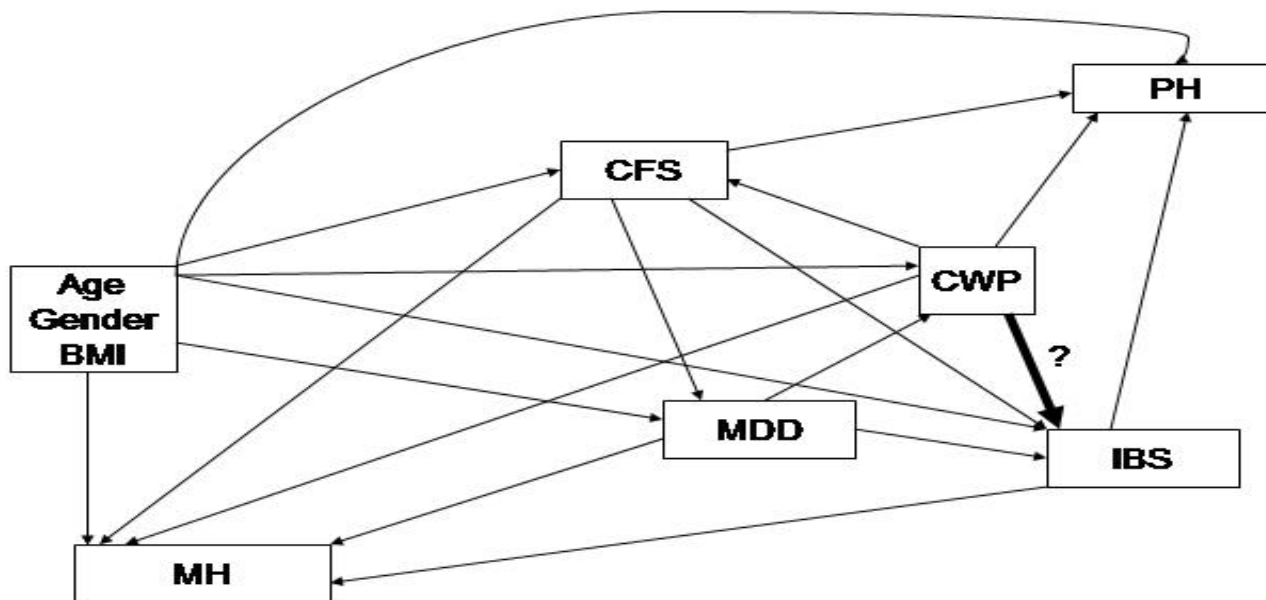 PH
CFS
Age
Gender
BMI
CWP
?
MDD
IBS
MH